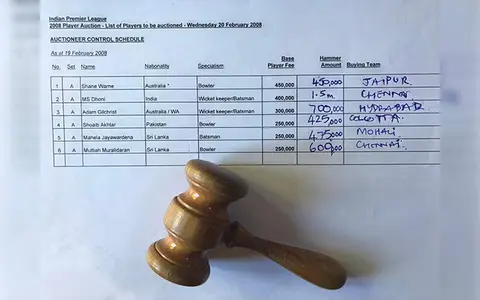 Indian Premier League
2008 Player Auction - List of Players to be auctioned - Wednesday 20 February 2008
AUCTIONEER CONTROL SCHEDULE
As at 19 February 2008
No. Set Name Nationality Specialism Base Player Fee Hammer Amount Buying Team
1 A Shane Warne Australia * Bowler 450,000 450,000 JAIPUR
2 A MS Dhoni India Wicket keeper/Batsman 400,000 1.5m CHENNAI
3 A Adam Gilchrist Australia / WA Wicket keeper/Batsman 300,000 700,000 HYDRABAD
4 A Shoaib Akhtar Pakistan Bowler 250,000 425,000 COLCOTTA.
5 A Mahela Jayawardena Sri Lanka Batsman 250,000 475,000 MOHALI
6 A Muttiah Muralidaran Sri Lanka Bowler 250,000 600,000 CHENNAI.